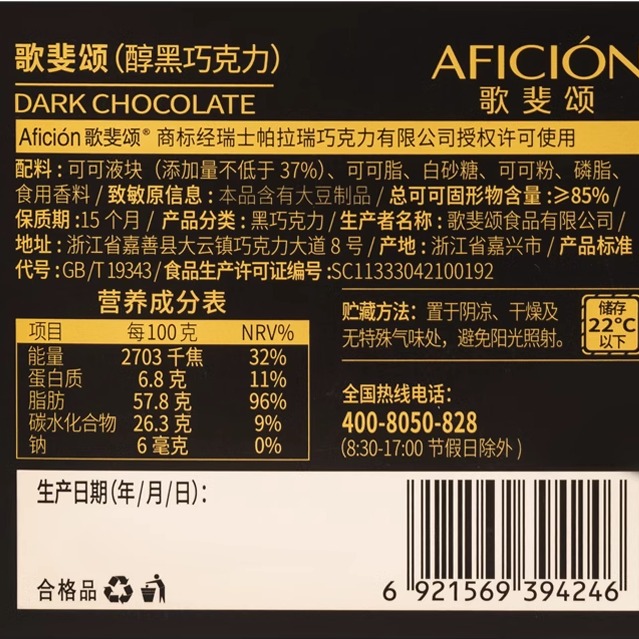 歌斐颂(醇黑巧克力)
DARK CHOCOLATE
AFICIÓN
歌斐颂
Afición 歌斐颂® 商标经瑞士帕拉瑞巧克力有限公司授权许可使用
配料:可可液块(添加量不低于 37%)、可可脂、白砂糖、可可粉、磷脂、
食用香料/致敏原信息:本品含有大豆制品/总可可固形物含量:≥85%/
保质期:15 个月/产品分类:黑巧克力/生产者名称:歌斐颂食品有限公司/
地址:浙江省嘉善县大云镇巧克力大道 8 号/产地:浙江省嘉兴市/产品标准
代号:GB/T 19343/食品生产许可证编号:SC11333042100192
营养成分表
项目 每100 克 NRV%
能量 2703 千焦 32%
蛋白质 6.8 克 11%
脂肪 57.8 克 96%
碳水化合物 26.3 克 9%
钠 6 毫克 0%
贮藏方法:置于阴凉、干燥及
无特殊气味处,避免阳光照射。
储存
22℃
以下
全国热线电话:
400-8050-828
(8:30-17:00 节假日除外)
生产日期(年/月/日):
合格品
6 921569 394246